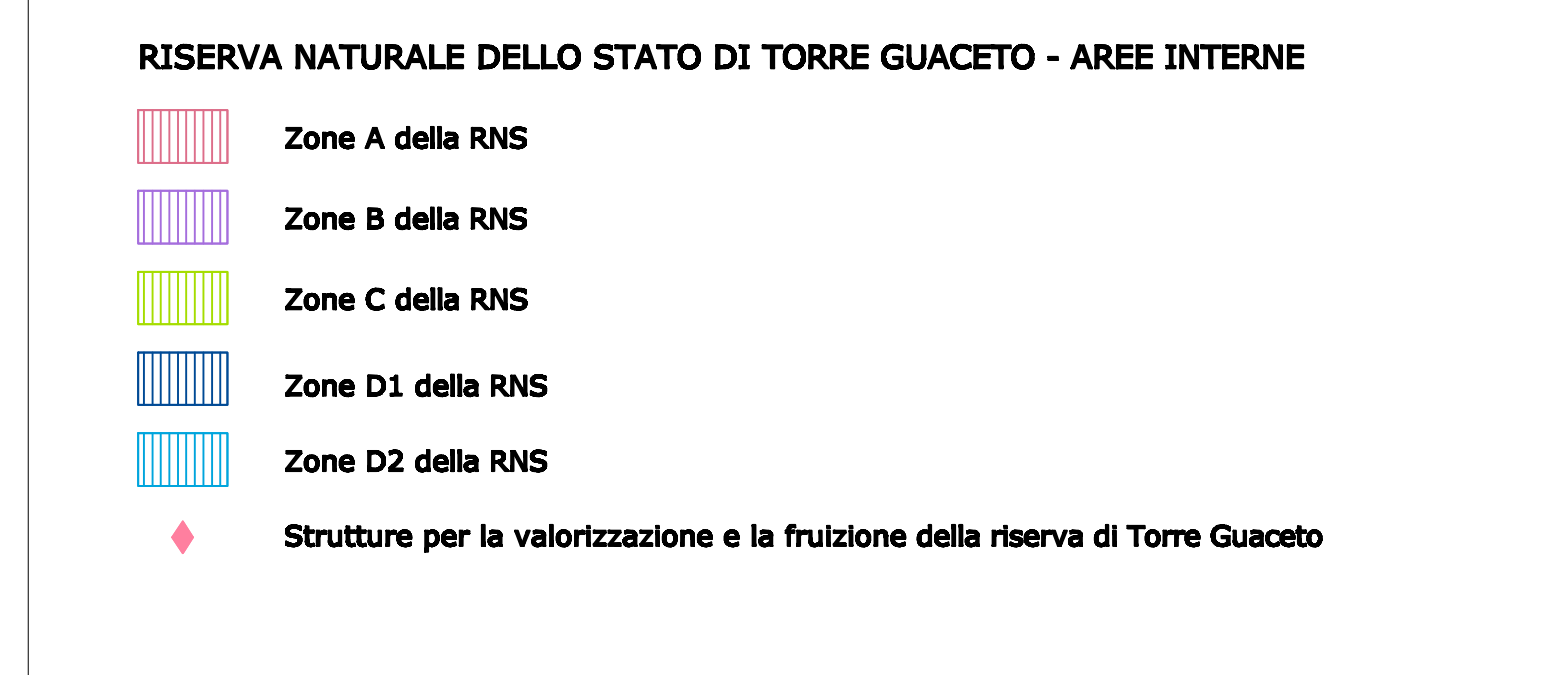 RISERVA NATURALE DELLO STATO DI TORRE GUACETO - AREE INTERNE
Zone A della RNS
Zone B della RNS
Zone C della RNS
Zone D1 della RNS
Zone D2 della RNS
Strutture per la valorizzazione e la fruizione della riserva di Torre Guaceto